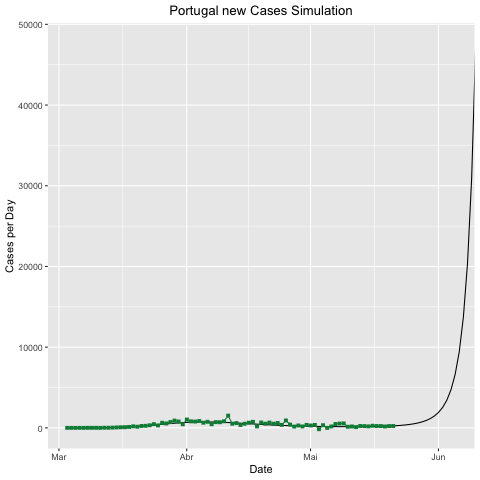 Portugal new Cases Simulation
50000
40000
30000
20000
10000
0
Cases per Day
Mar
Abr
Mai
Jun
Date